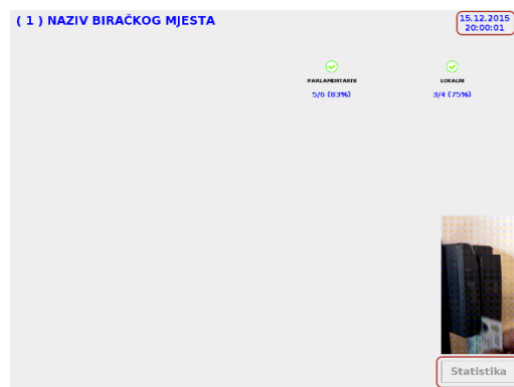 ( 1 ) NAZIV BIRAČKOG MJESTA
15.12.2015
20:00:01
PARLAMENTARNI
LOKALNI
5/6 (83%)
3/4 (75%)
Statistika